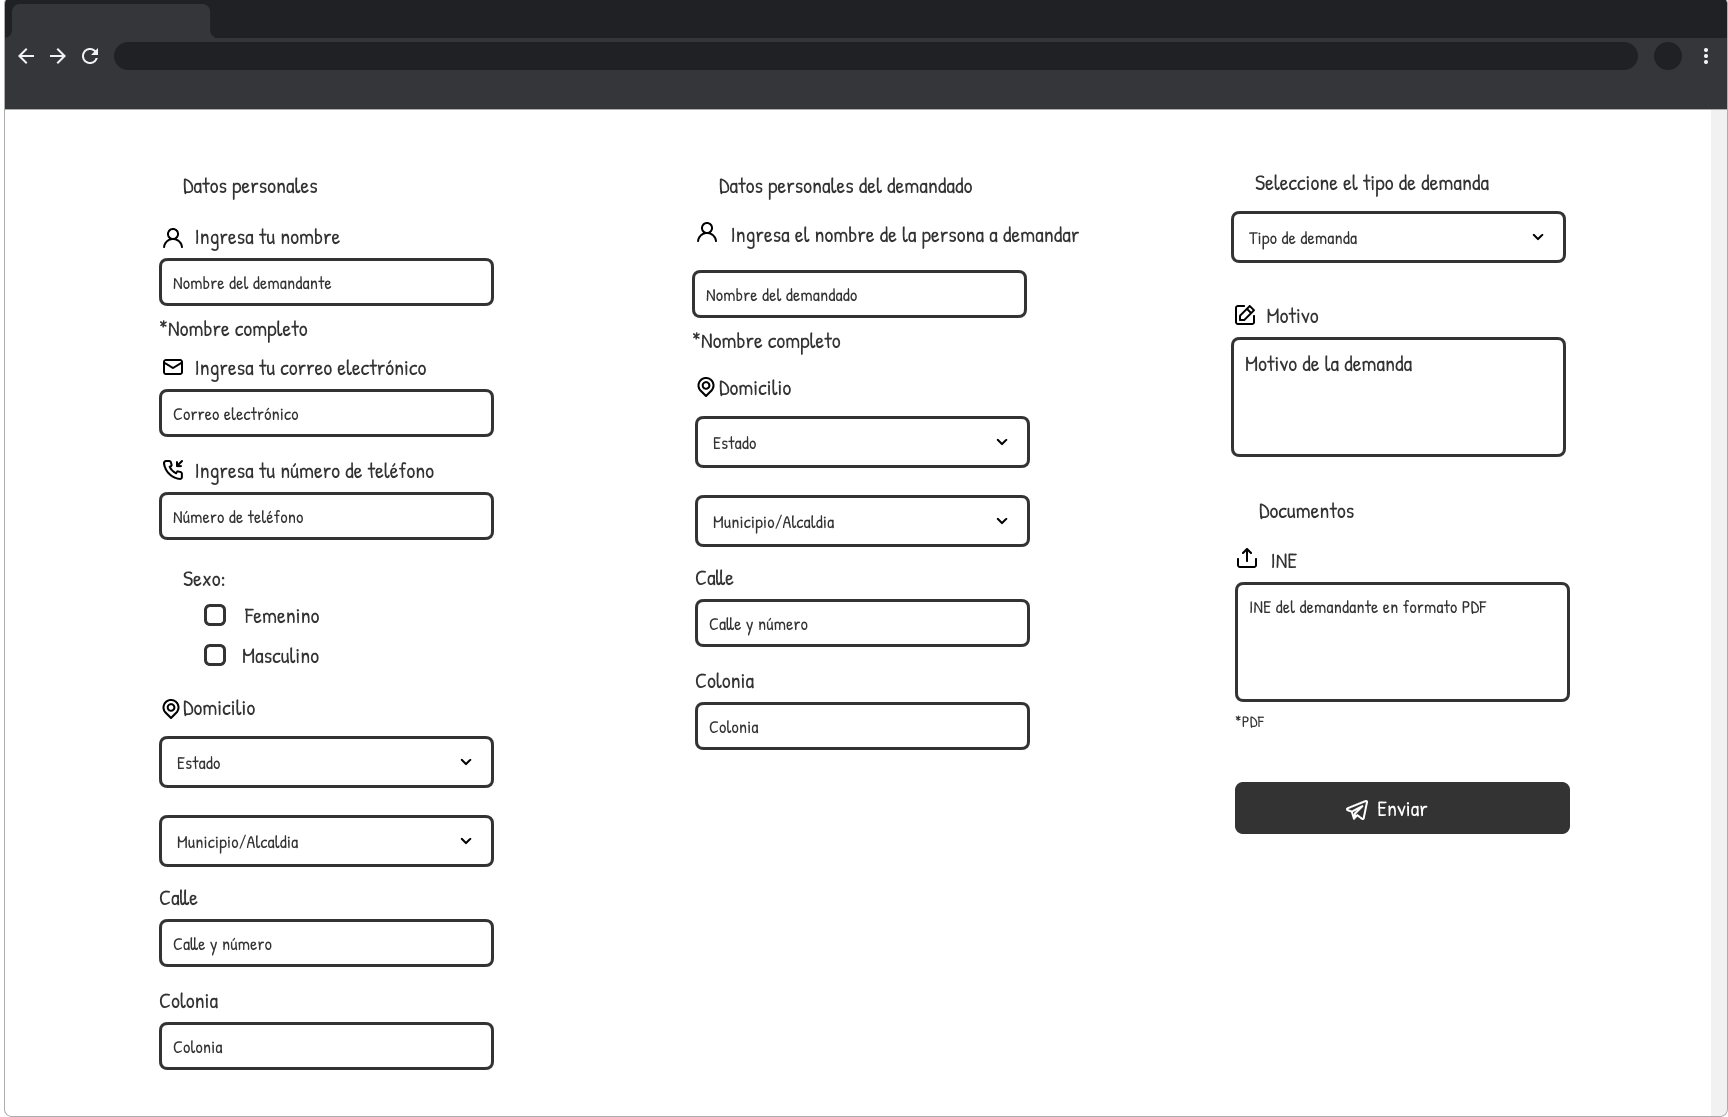 Datos personales
Ingresa tu nombre
Nombre del demandante
*Nombre completo
Ingresa tu correo electrónico
Correo electrónico
Ingresa tu número de teléfono
Número de teléfono
Sexo:
Femenino
Masculino
Domicilio
Estado
Municipio/Alcaldia
Calle
Calle y número
Colonia
Colonia
Datos personales del demandado
Ingresa el nombre de la persona a demandar
Nombre del demandado
*Nombre completo
Domicilio
Estado
Municipio/Alcaldia
Calle
Calle y número
Colonia
Colonia
Seleccione el tipo de demanda
Tipo de demanda
Motivo
Motivo de la demanda
Documentos
INE
INE del demandante en formato PDF
*PDF
Enviar